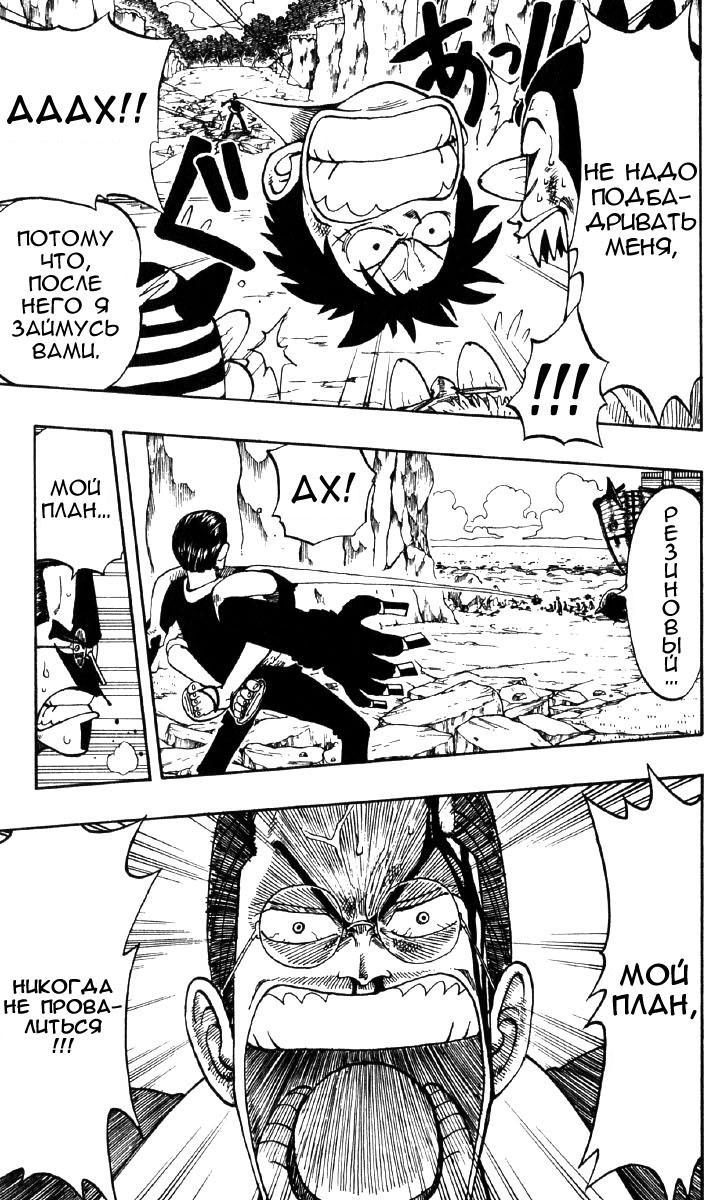 НЕ НАДО
ПОДБА-
ДРИВАТЬ
МЕНЯ,
あっ!!
АААХ!!
ぐ
ПОТОМУ
ЧТО,
ПОСЛЕ
НЕГО Я
ЗАЙМУСЬ
ВАМИ.
!!!
РЕЗИНОВЫЙ...
АХ!
МОЙ
ПЛАН...
МОЙ
ПЛАН,
НИКОГДА
НЕ ПРОВА-
ЛИТЬСЯ
!!!